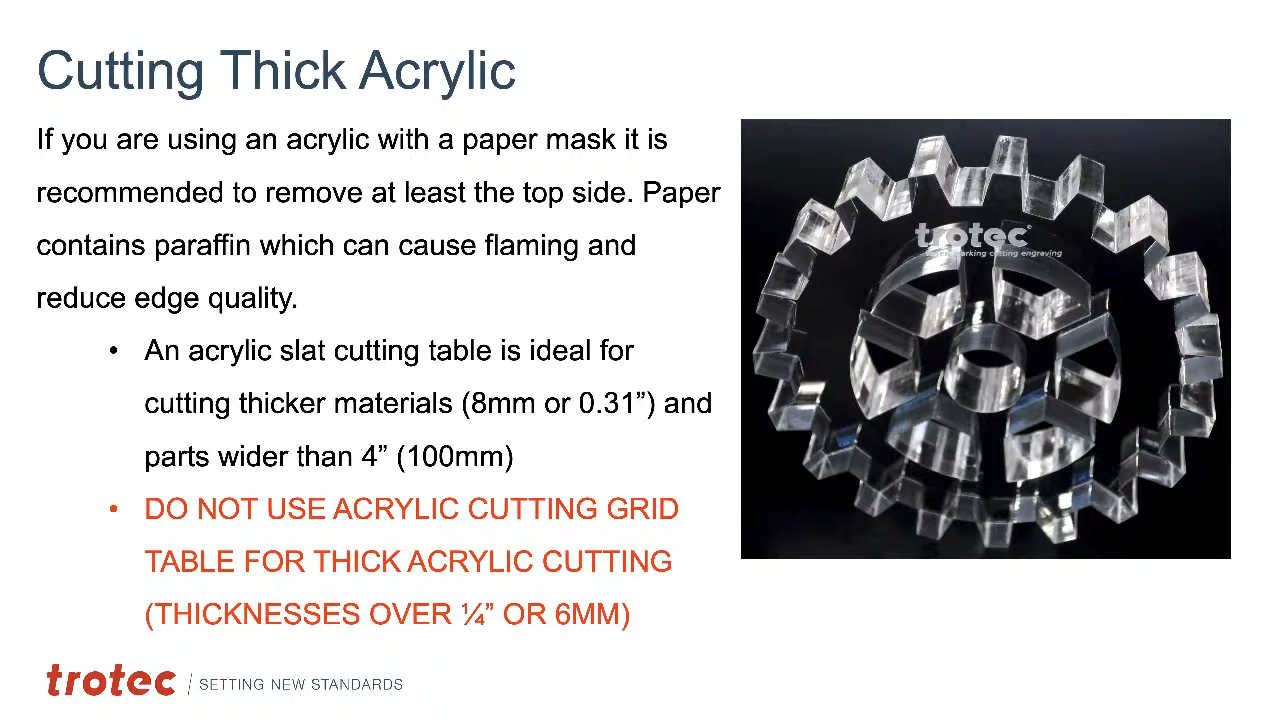 Cutting Thick Acrylic
If you are using an acrylic with a paper mask it is
recommended to remove at least the top side. Paper
contains paraffin which can cause flaming and
reduce edge quality.
• An acrylic slat cutting table is ideal for
cutting thicker materials (8mm or 0.31”) and
parts wider than 4” (100mm)
• DO NOT USE ACRYLIC CUTTING GRID
TABLE FOR THICK ACRYLIC CUTTING
(THICKNESSES OVER ¼” OR 6MM)
trotec
cutting engraving
trotec / SETTING NEW STANDARDS